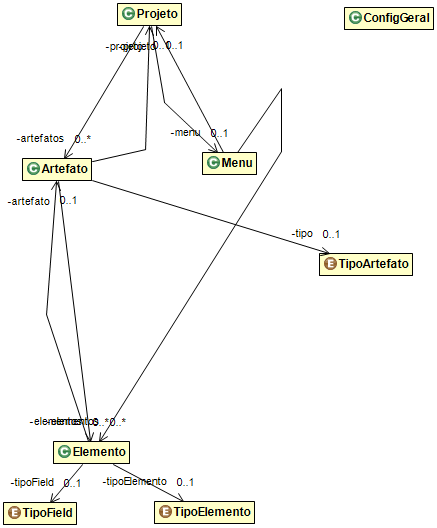 C Projeto
C ConfigGeral
-projeto 0..1
-projeto 0..1
-artefatos 0..*
-menu 0..1
C Artefato
C Menu
-artefato 0..1
-tipo 0..1
E TipoArtefato
-elementos 0..*
-elementos 0..*
C Elemento
-tipoField 0..1
-tipoElemento 0..1
E TipoField
E TipoElemento